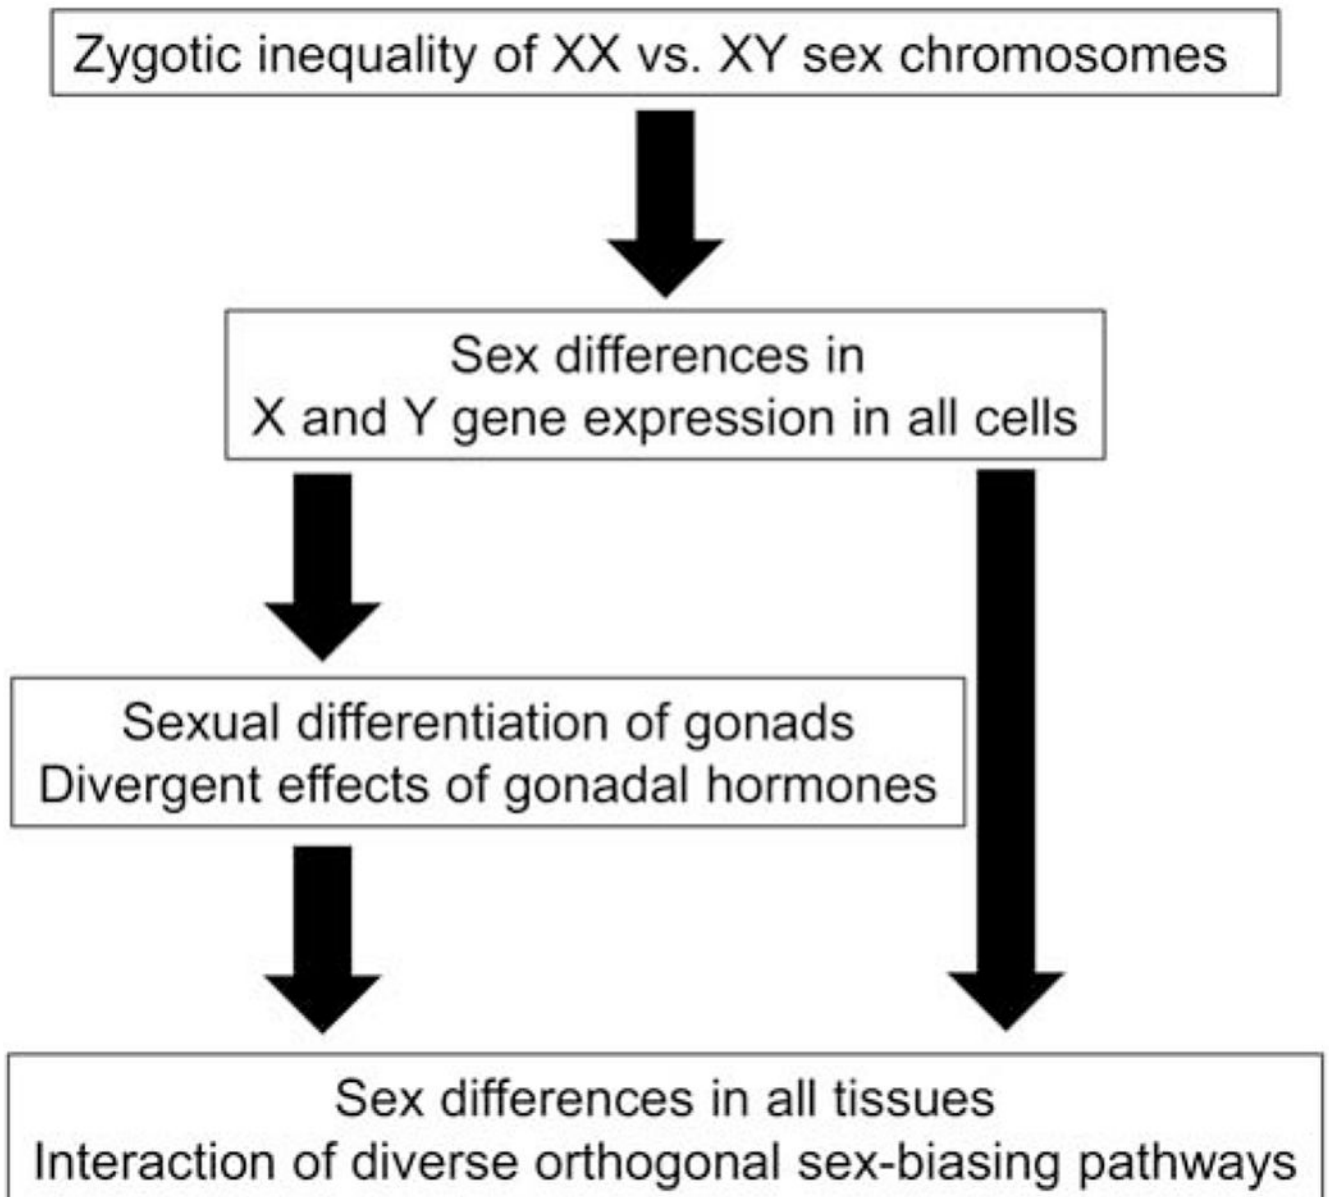 Zygotic inequality of XX vs. XY sex chromosomes
Sex differences in
X and Y gene expression in all cells
Sexual differentiation of gonads
Divergent effects of gonadal hormones
Sex differences in all tissues
Interaction of diverse orthogonal sex-biasing pathways